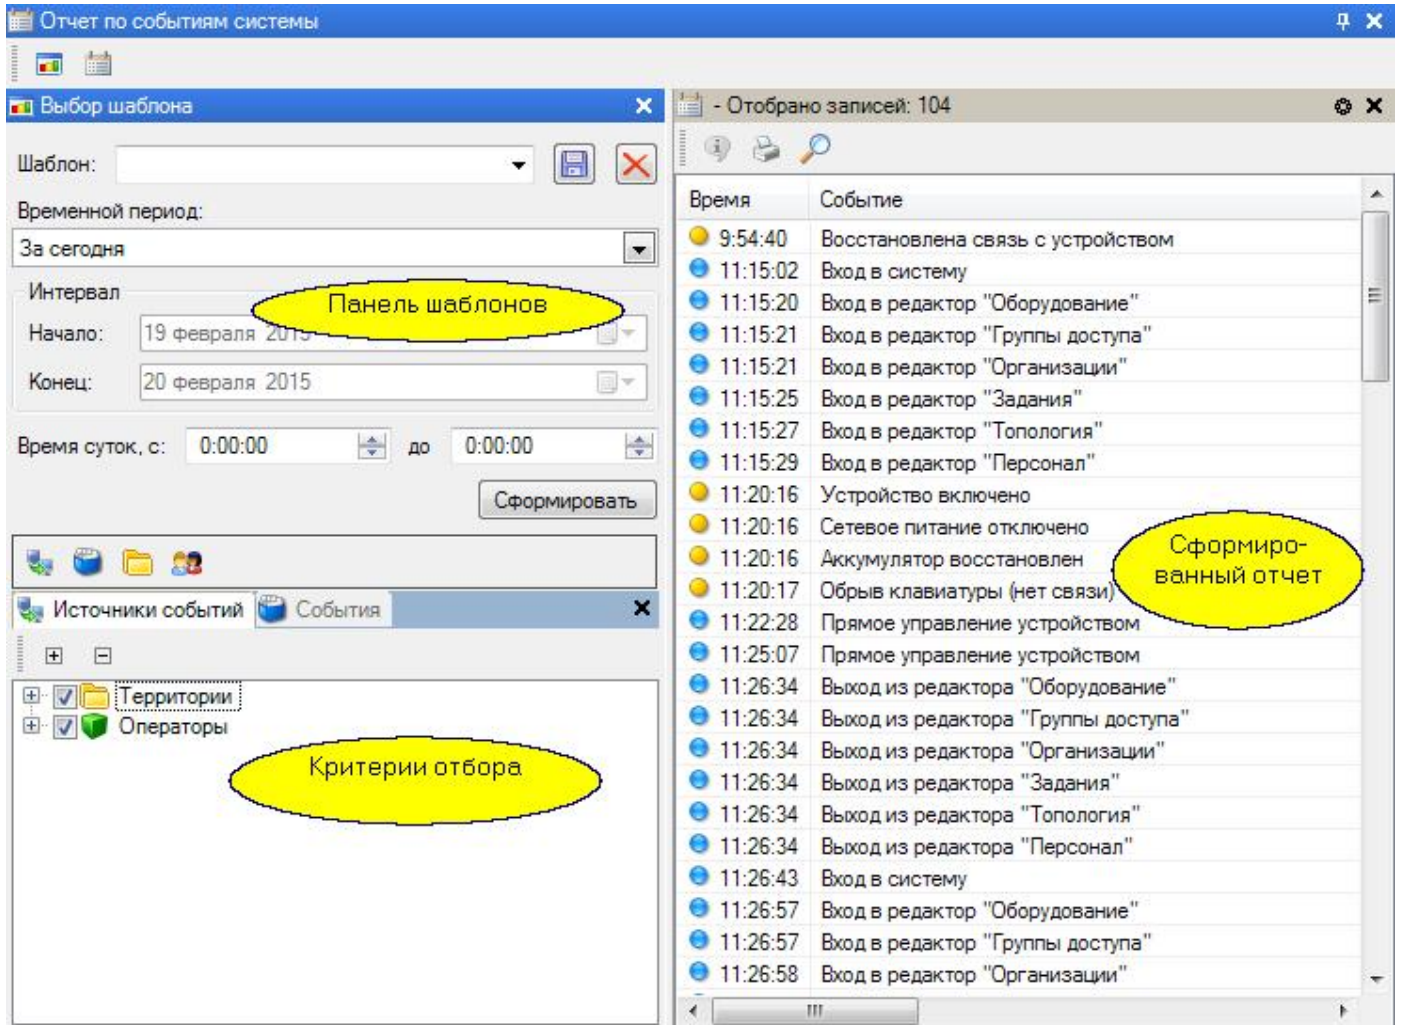 Отчет по событиям системы
Выбор шаблона
Шаблон:
Временной период:
За сегодня
Интервал
Панель шаблонов
Начало: 19 февраля 2015
Конец: 20 февраля 2015
Время суток, с: 0:00:00 до 0:00:00
Сформировать
Источники событий События
Территории
Операторы
Критерии отбора
- Отобрано записей: 104
Время Событие
9:54:40 Восстановлена связь с устройством
11:15:02 Вход в систему
11:15:20 Вход в редактор "Оборудование"
11:15:21 Вход в редактор "Группы доступа"
11:15:21 Вход в редактор "Организации"
11:15:25 Вход в редактор "Задания"
11:15:27 Вход в редактор "Топология"
11:15:29 Вход в редактор "Персонал"
11:20:16 Устройство включено
11:20:16 Сетевое питание отключено
11:20:16 Аккумулятор восстановлен
11:20:17 Обрыв клавиатуры (нет связи)
Сформиро-
ванный отчет
11:22:28 Прямое управление устройством
11:25:07 Прямое управление устройством
11:26:34 Выход из редактора "Оборудование"
11:26:34 Выход из редактора "Группы доступа"
11:26:34 Выход из редактора "Организации"
11:26:34 Выход из редактора "Задания"
11:26:34 Выход из редактора "Топология"
11:26:34 Выход из редактора "Персонал"
11:26:43 Вход в систему
11:26:57 Вход в редактор "Оборудование"
11:26:57 Вход в редактор "Группы доступа"
11:26:58 Вход в редактор "Организации"